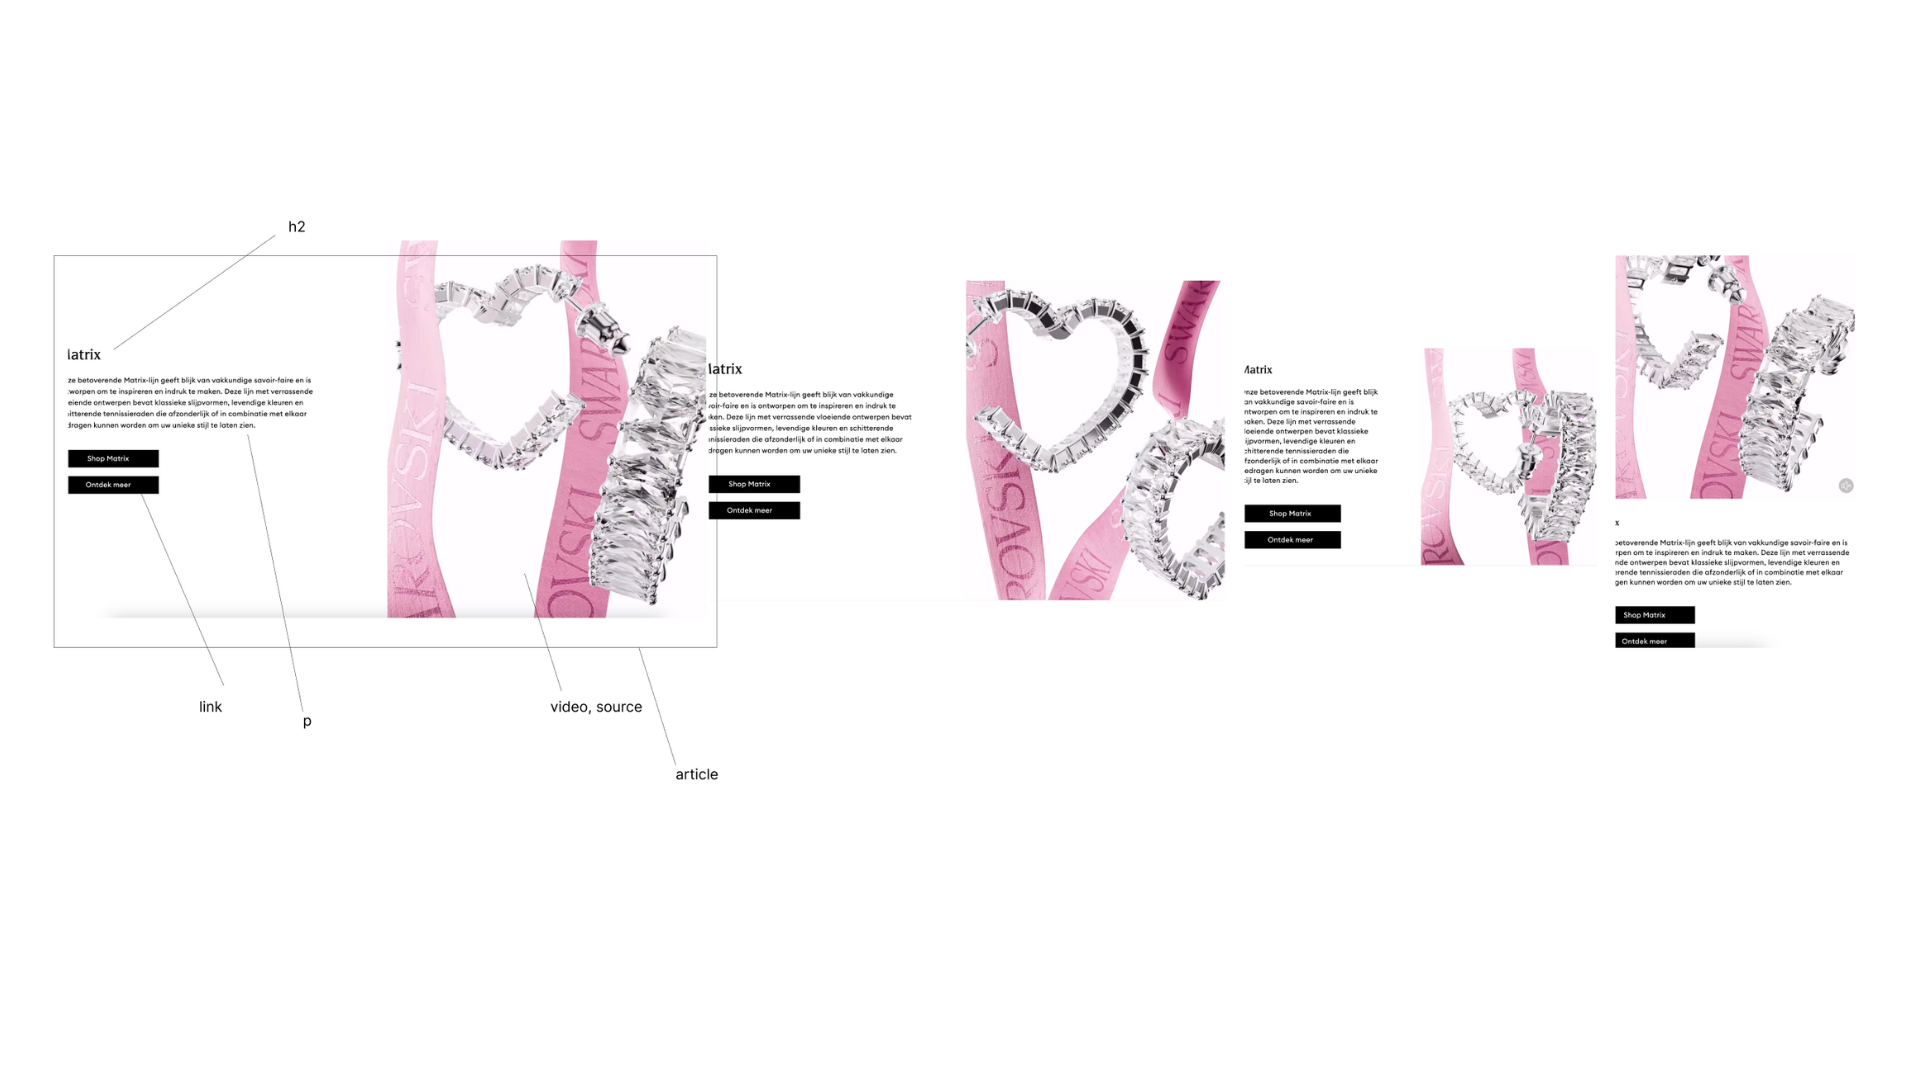 h2
latrix
ze betoverende Matrix-lijn geeft blijk van vakkundige savoir-faire en is
worpen om te inspireren en indruk te maken. Deze lijn met verrassende
eiende ontwerpen bevat klassieke slijpvormen, levendige kleuren en
itterende tennissieraden die afzonderlijk of in combinatie met elkaar
dragen kunnen worden om uw unieke stijl te laten zien.
Shop Matrix
Ontdek meer
ROVSKI
OVSKI SWAR
link
p
video, source
article
latrix
ze betoverende Matrix-lijn geeft blijk van vakkundige
voir-faire en is ontworpen om te inspireren en indruk te
ken. Deze lijn met verrassende vloeiende ontwerpen bevat
ssieke slijpvormen, levendige kleuren en schitterende
nissieraden die afzonderlijk of in combinatie met elkaar
dragen kunnen worden om uw unieke stijl te laten zien.
Shop Matrix
Ontdek meer
ROVSKI
VSKI
SWAR
Matrix
nze betoverende Matrix-lijn geeft blijk
an vakkundige savoir-faire en is
ntworpen om te inspireren en indruk te
aken. Deze lijn met verrassende
loeiende ontwerpen bevat klassieke
ijpvormen, levendige kleuren en
chitterende tennissieraden die
fzonderlijk of in combinatie met elkaar
edragen kunnen worden om uw unieke
ijl te laten zien.
Shop Matrix
Ontdek meer
ROVSKI
OVSKI SWAR
x
betoverende Matrix-lijn geeft blijk van vakkundige savoir-faire en is
rpen om te inspireren en indruk te maken. Deze lijn met verrassende
nde ontwerpen bevat klassieke slijpvormen, levendige kleuren en
erende tennissieraden die afzonderlijk of in combinatie met elkaar
gen kunnen worden om uw unieke stijl te laten zien.
Shop Matrix
Ontdek meer